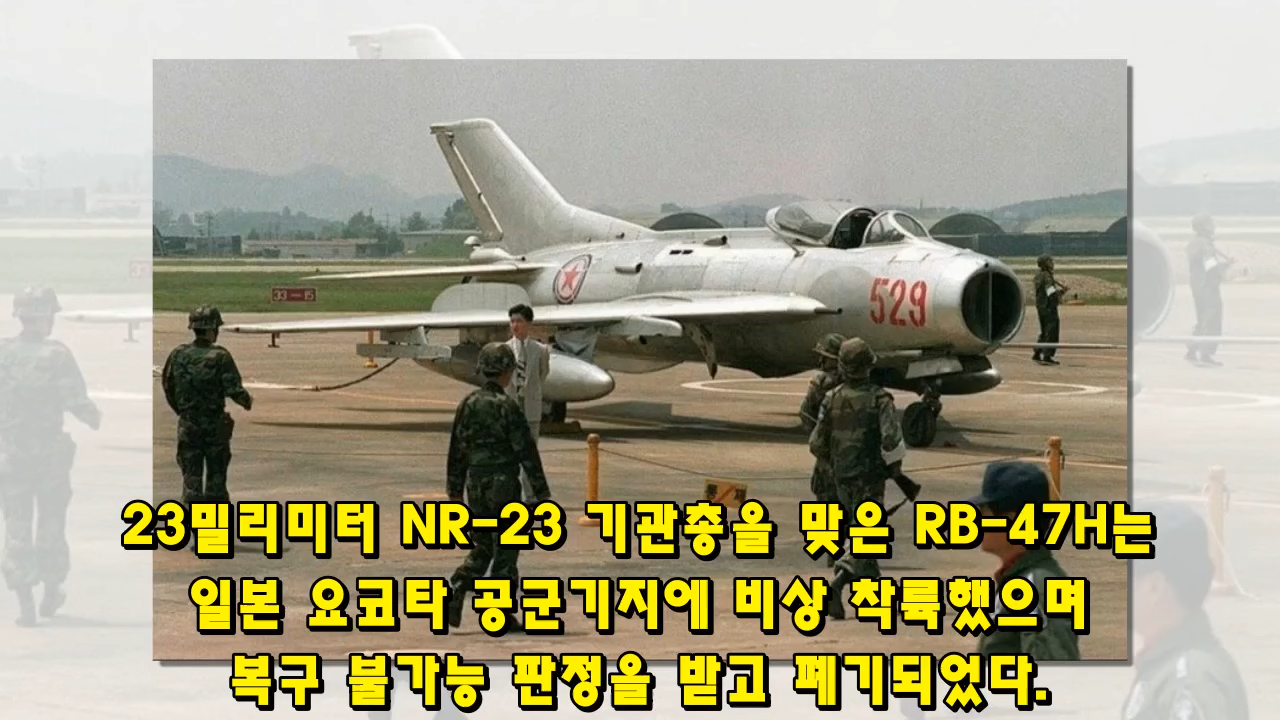 33-15
529
23밀리미터 NR-23 기관총을 맞은 RB-47H는
일본 요코타 공군기지에 비상 착륙했으며
복구 불가능 판정을 받고 폐기되었다.